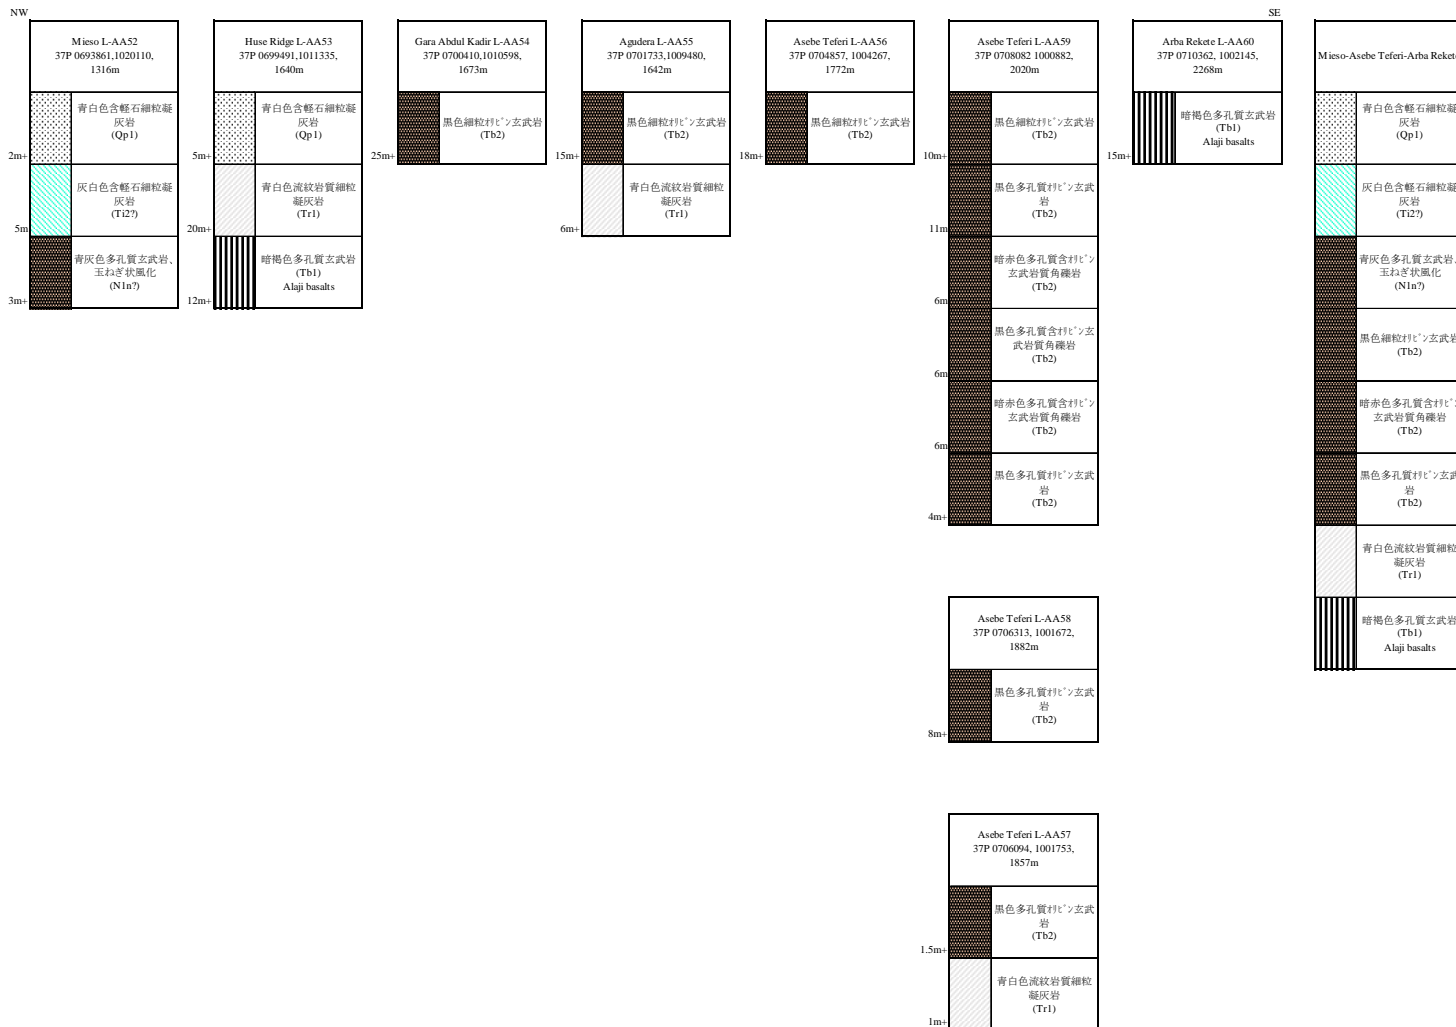 NW
SE
Mieso L-AA52
37P 0693861,1020110,
1316m
青白色含軽石細粒凝
灰岩
(Qp1)
2m+
灰白色含軽石細粒凝
灰岩
(Ti2?)
5m
青灰色多孔質玄武岩、
玉ねぎ状風化
(N1n?)
3m+
Huse Ridge L-AA53
37P 0699491,1011335,
1640m
青白色含軽石細粒凝
灰岩
(Qp1)
5m+
青白色流紋岩質細粒
凝灰岩
(Tr1)
20m+
暗褐色多孔質玄武岩
(Tb1)
Alaji basalts
12m+
Gara Abdul Kadir L-AA54
37P 0700410,1010598,
1673m
黒色細粒オリビン玄武岩
(Tb2)
25m+
Agudera L-AA55
37P 0701733,1009480,
1642m
黒色細粒オリビン玄武岩
(Tb2)
15m+
青白色流紋岩質細粒
凝灰岩
(Tr1)
6m+
Asebe Teferi L-AA56
37P 0704857, 1004267,
1772m
黒色細粒オリビン玄武岩
(Tb2)
18m+
Asebe Teferi L-AA59
37P 0708082 1000882,
2020m
黒色細粒オリビン玄武岩
(Tb2)
10m+
黒色多孔質オリビン玄武
岩
(Tb2)
11m
暗赤色多孔質含オリビン
玄武岩質角礫岩
(Tb2)
6m
黒色多孔質含オリビン玄
武岩質角礫岩
(Tb2)
6m
暗赤色多孔質含オリビン
玄武岩質角礫岩
(Tb2)
6m
黒色多孔質オリビン玄武
岩
(Tb2)
4m+
Asebe Teferi L-AA58
37P 0706313, 1001672,
1882m
黒色多孔質オリビン玄武
岩
(Tb2)
8m+
Asebe Teferi L-AA57
37P 0706094, 1001753,
1857m
黒色多孔質オリビン玄武
岩
(Tb2)
1.5m+
青白色流紋岩質細粒
凝灰岩
(Tr1)
1m+
Arba Rekete L-AA60
37P 0710362, 1002145,
2268m
暗褐色多孔質玄武岩
(Tb1)
Alaji basalts
15m+
Mieso-Asebe Teferi-Arba Rekete
青白色含軽石細粒凝
灰岩
(Qp1)
灰白色含軽石細粒凝
灰岩
(Ti2?)
青灰色多孔質玄武岩、
玉ねぎ状風化
(N1n?)
黒色細粒オリビン玄武岩
(Tb2)
暗赤色多孔質含オリビン
玄武岩質角礫岩
(Tb2)
黒色多孔質オリビン玄武
岩
(Tb2)
青白色流紋岩質細粒
凝灰岩
(Tr1)
暗褐色多孔質玄武岩
(Tb1)
Alaji basalts